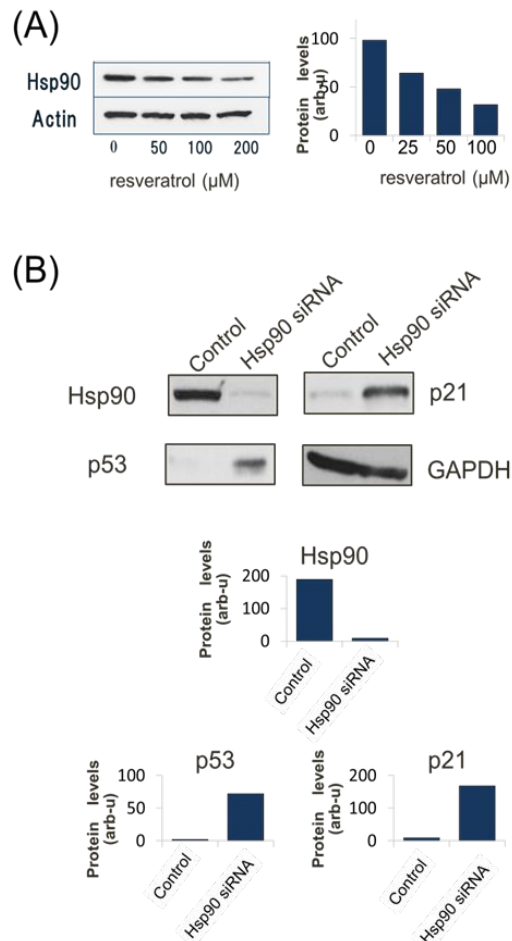 (A)
Hsp90
Actin
0 50 100 200
resveratrol (µM)
Protein levels
(arb-u)
100
50
0
0 25 50 100
resveratrol (µM)
(B)
Control
Hsp90 siRNA
Control
Hsp90 siRNA
Hsp90
p21
p53
GAPDH
Hsp90
Protein levels
(arb-u)
200
100
0
Control
Hsp90 siRNA
p53
Protein levels
(arb-u)
100
50
0
Control
Hsp90 siRNA
p21
Protein levels
(arb-u)
200
100
0
Control
Hsp90 siRNA